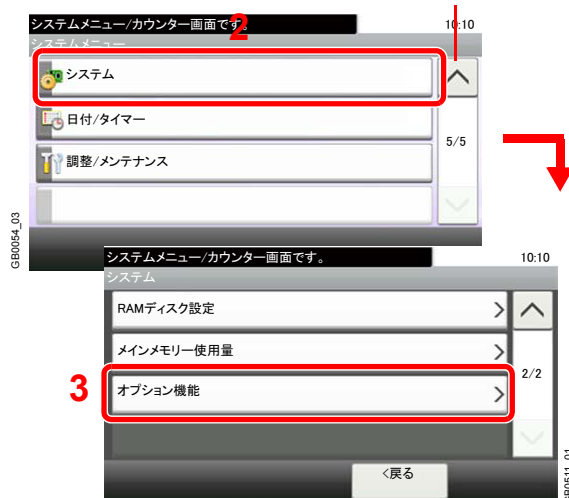 システムメニュー/カウンター画面です。
2
10:10
システムメニュー
システム
日付/タイマー
5/5
調整/メンテナンス
GB0054_03
システムメニュー/カウンター画面です。
10:10
システム
RAMディスク設定
メインメモリー使用量
2/2
3
オプション機能
<戻る
GB0511_01